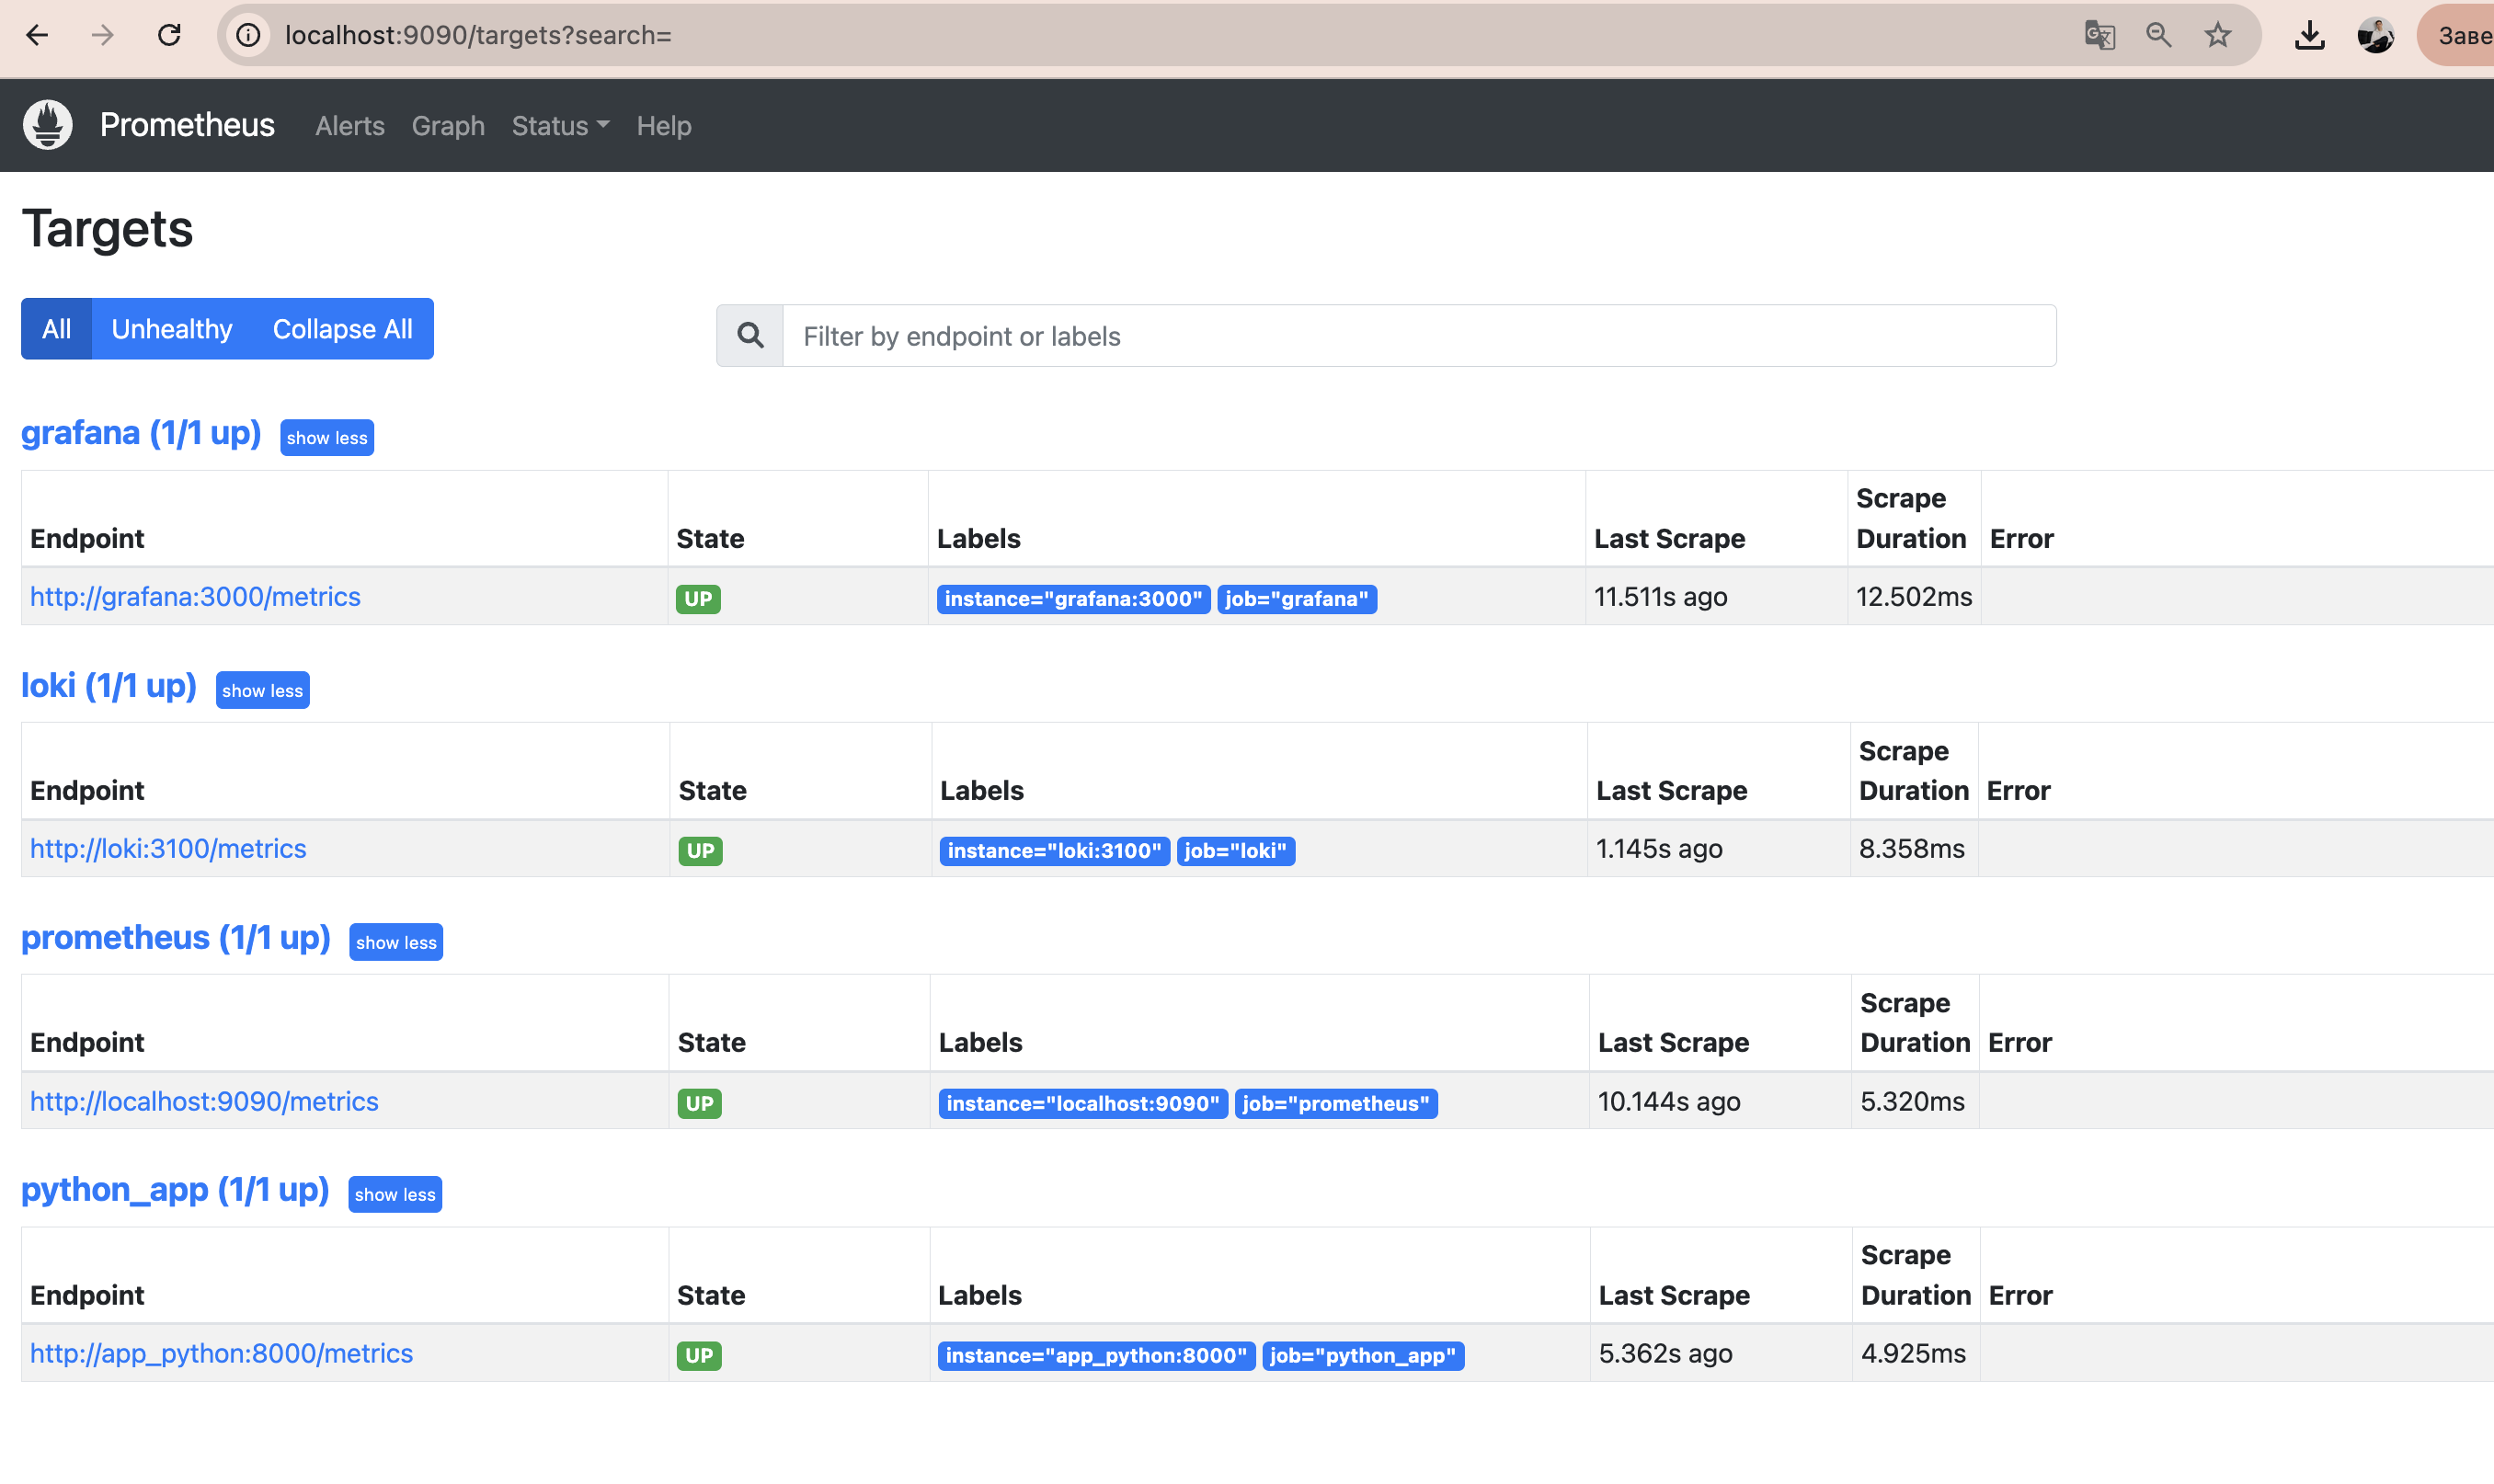 localhost:9090/targets?search=
Заве
Prometheus Alerts Graph Status Help
Targets
All Unhealthy Collapse All
Filter by endpoint or labels
grafana (1/1 up) show less
Endpoint State Labels Last Scrape Scrape Duration Error
http://grafana:3000/metrics UP instance="grafana:3000" job="grafana" 11.511s ago 12.502ms
loki (1/1 up) show less
Endpoint State Labels Last Scrape Scrape Duration Error
http://loki:3100/metrics UP instance="loki:3100" job="loki" 1.145s ago 8.358ms
prometheus (1/1 up) show less
Endpoint State Labels Last Scrape Scrape Duration Error
http://localhost:9090/metrics UP instance="localhost:9090" job="prometheus" 10.144s ago 5.320ms
python_app (1/1 up) show less
Endpoint State Labels Last Scrape Scrape Duration Error
http://app_python:8000/metrics UP instance="app_python:8000" job="python_app" 5.362s ago 4.925ms